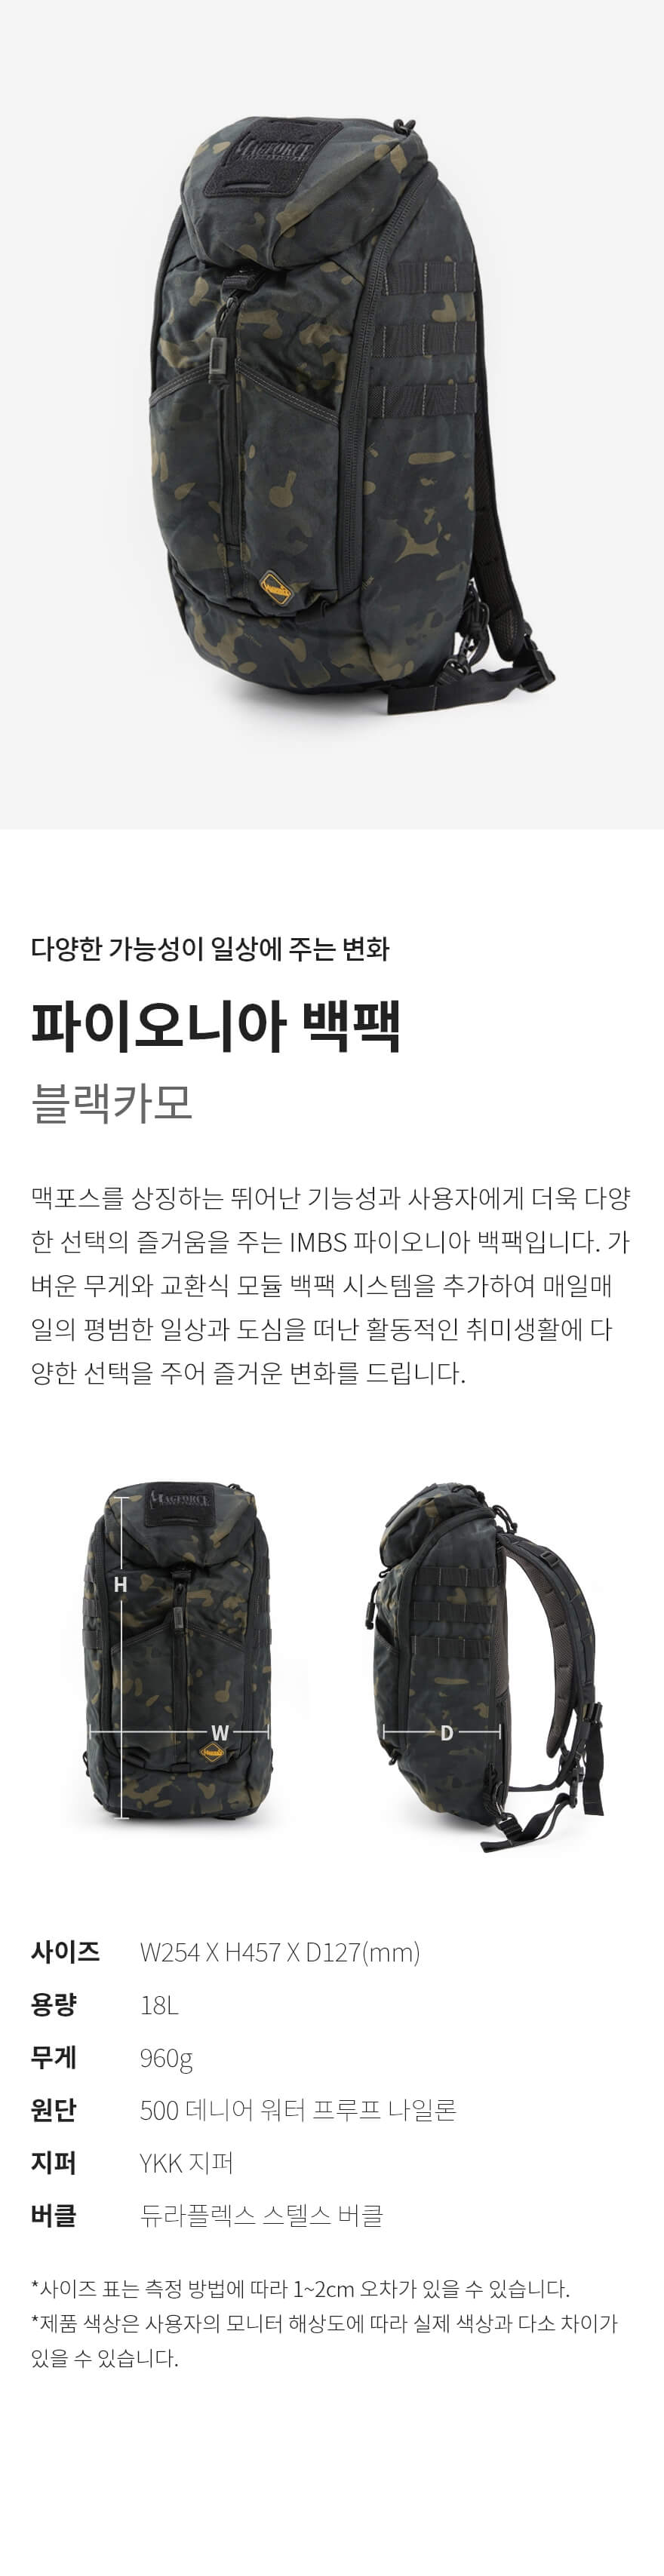 MAGFORCE
다양한 가능성이 일상에 주는 변화
파이오니아 백팩
블랙카모
맥포스를 상징하는 뛰어난 기능성과 사용자에게 더욱 다양
한 선택의 즐거움을 주는 IMBS 파이오니아 백팩입니다. 가
벼운 무게와 교환식 모듈 백팩 시스템을 추가하여 매일매
일의 평범한 일상과 도심을 떠난 활동적인 취미생활에 다
양한 선택을 주어 즐거운 변화를 드립니다.
MAGFORCE
H
W
D
사이즈 W254 X H457 X D127(mm)
용량 18L
무게 960g
원단 500 데니어 워터 프루프 나일론
지퍼 YKK 지퍼
버클 듀라플렉스 스텔스 버클
*사이즈 표는 측정 방법에 따라 1~2cm 오차가 있을 수 있습니다.
*제품 색상은 사용자의 모니터 해상도에 따라 실제 색상과 다소 차이가
있을 수 있습니다.